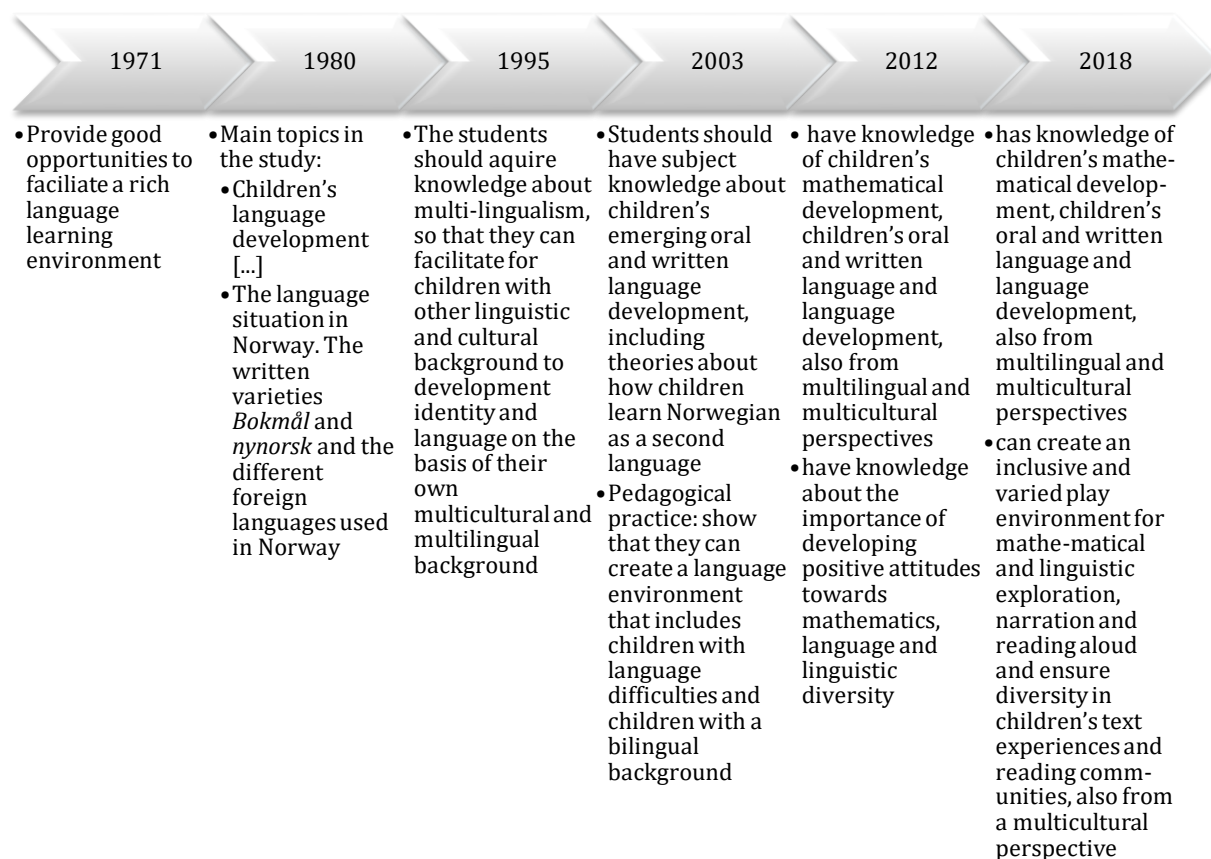 1971
1980
1995
2003
2012
2018
•Provide good
opportunities to
faciliate a rich
language
learning
environment
•Main topics in
the study:
•Children's
language
development
[...]
•The language
situation in
Norway. The
written
varieties
Bokmål and
nynorsk and the
different
foreign
languages used
in Norway
•The students
should aquire
knowledge about
multi-lingualism,
so that they can
facilitate for
children with
other linguistic
and cultural
background to
development
identity and
language on the
basis of their
own
multicultural and
multilingual
background
•Students should
have subject
knowledge about
children's
emerging oral
and written
language
development,
including
theories about
how children
learn Norwegian
as a second
language
•Pedagogical
practice: show
that they can
create a language
environment
that includes
children with
language
difficulties and
children with a
bilingual
background
• have knowledge
of children's
mathematical
development,
children's oral
and written
language and
language
development,
also from
multilingual and
multicultural
perspectives
•have knowledge
about the
importance of
developing
positive attitudes
towards
mathematics,
language and
linguistic
diversity
•has knowledge of
children's mathe-
matical develop-
ment, children's
oral and written
language and
language
development,
also from
multilingual and
multicultural
perspectives
•can create an
inclusive and
varied play
environment for
mathe-matical
and linguistic
exploration,
narration and
reading aloud
and ensure
diversity in
children's text
experiences and
reading comm-
unities, also from
a multicultural
perspective